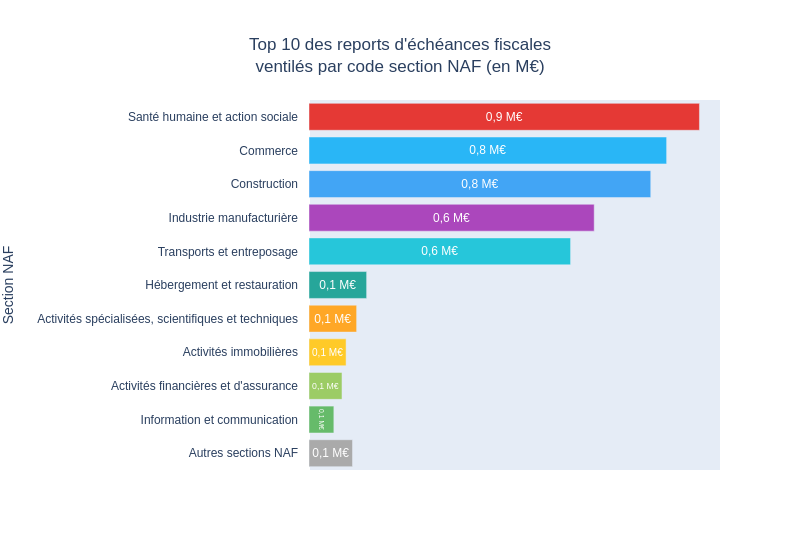 Top 10 des reports d'échéances fiscales
ventilés par code section NAF (en M€)
Section NAF
Santé humaine et action sociale 0,9 M€
Commerce 0,8 M€
Construction 0,8 M€
Industrie manufacturière 0,6 M€
Transports et entreposage 0,6 M€
Hébergement et restauration 0,1 M€
Activités spécialisées, scientifiques et techniques 0,1 M€
Activités immobilières 0,1 M€
Activités financières et d'assurance 0,1 M€
Information et communication 0,1 M€
Autres sections NAF 0,1 M€